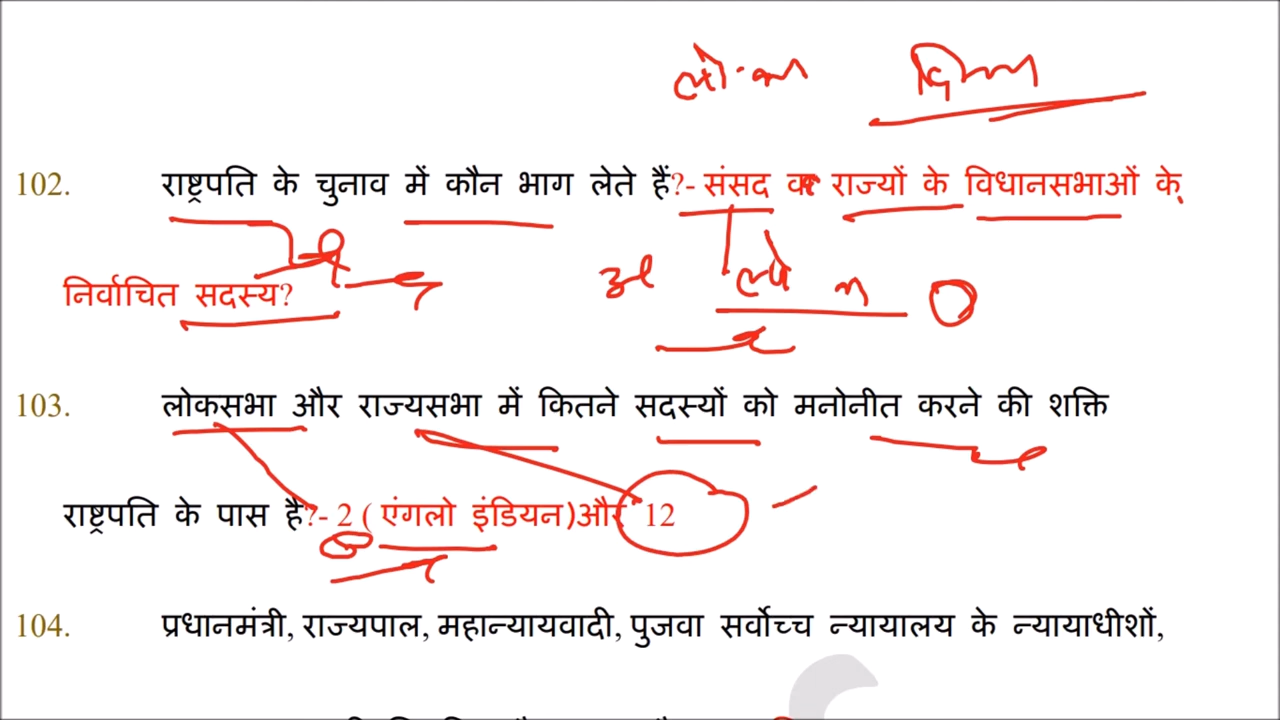 102. राष्ट्रपति के चुनाव में कौन भाग लेते हैं?- संसद व राज्यों के विधानसभाओं के
निर्वाचित सदस्य?
103. लोकसभा और राज्यसभा में कितने सदस्यों को मनोनीत करने की शक्ति
राष्ट्रपति के पास है?- 2 ( एंगलो इंडियन)और 12
104. प्रधानमंत्री, राज्यपाल, महान्यायवादी, पुजवा सर्वोच्च न्यायालय के न्यायाधीशों,